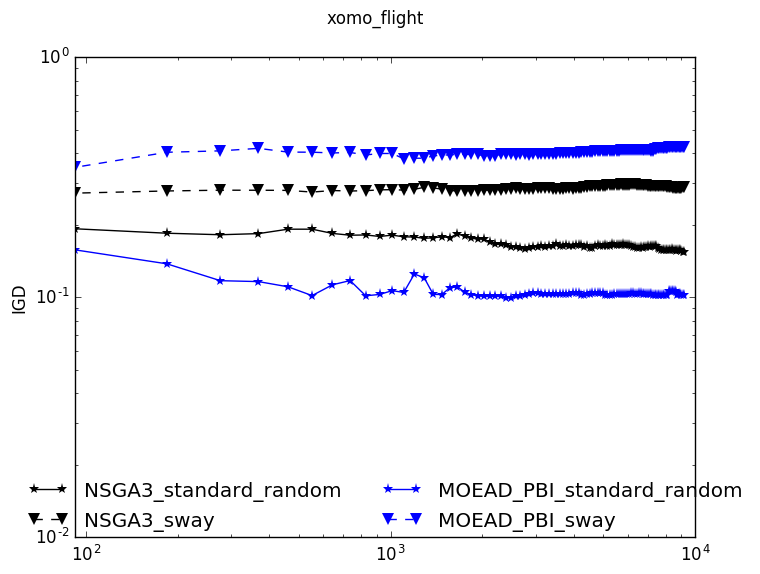 xomo_flight
10^0
10^-1
10^-2
IGD
NSGA3_standard_random
NSGA3_sway
MOEAD_PBI_standard_random
MOEAD_PBI_sway
10^2
10^3
10^4